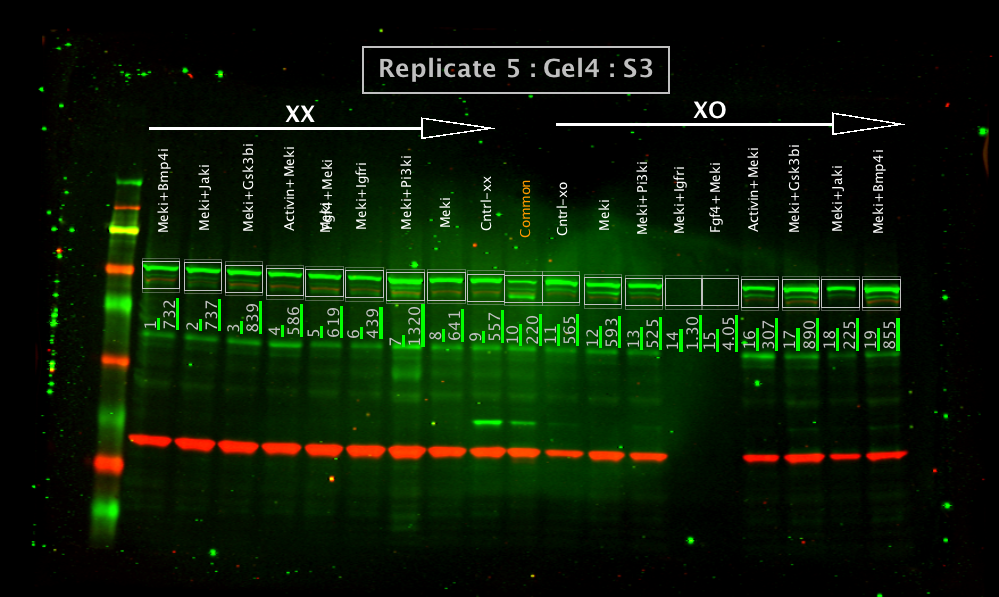 Replicate 5 : Gel4 : S3
XX
XO
Meki+Bmp4i
Meki+Jaki
Meki+Gsk3bi
Activin+Meki
Fgf4+Meki
Meki+Igfri
Meki+Pi3ki
Meki
Cntrl-xx
Common
Cntrl-xo
Meki
Meki+Pi3ki
Meki+Igfri
Fgf4+Meki
Activin+Meki
Meki+Gsk3bi
Meki+Jaki
Meki+Bmp4i
1
732
2
737
3
839
4
586
5
619
6
439
7
1320
8
641
9
557
10
220
11
565
12
593
13
525
14
1.30
15
4.05
16
307
17
890
18
225
19
855